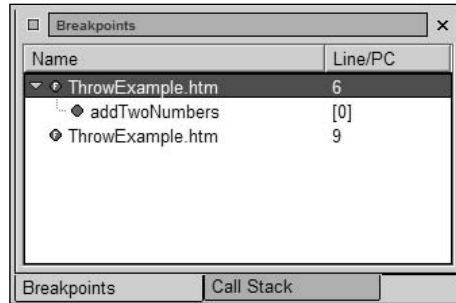 Breakpoints
Name Line/PC
ThrowExample.htm 6
addTwoNumbers [0]
ThrowExample.htm 9
Breakpoints Call Stack